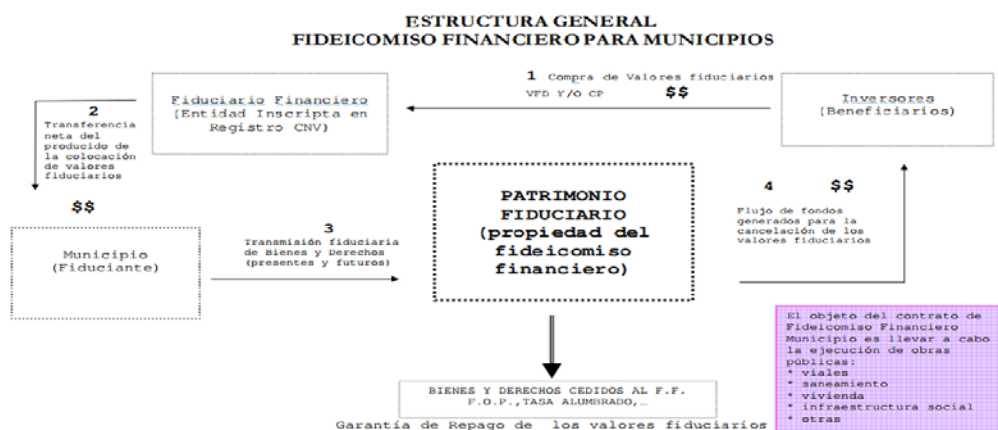 ESTRUCTURA GENERAL
FIDEICOMISO FINANCIERO PARA MUNICIPIOS
1 Compra de Valores fiduciarios
VFD Y/O CP $$
Fiduciario Financiero
(Entidad Inscripta en
Registro CNV)
Inversores
(Beneficiarios)
2
Transferencia
neta del
producido de
la colocación
de valores
fiduciarios
$$
PATRIMONIO
FIDUCIARIO
(propiedad del
fideicomiso
financiero)
4 $$
Flujo de fondos
generados para la
cancelación de los
valores fiduciarios
Municipio
(Fiduciante)
3
Transmisión fiduciaria
de Bienes y Derechos
(presentes y futuros)
El objeto del contrato de
Fideicomiso Financiero
Municipio es llevar a cabo
la ejecución de obras
públicas:
* viales
* saneamiento
* vivienda
* infraestructura social
* otras
BIENES Y DERECHOS CEDIDOS AL F.F.
F.O.P.,TASA ALUMBRADO,…
Garantía de Repago de los valores fiduciarios